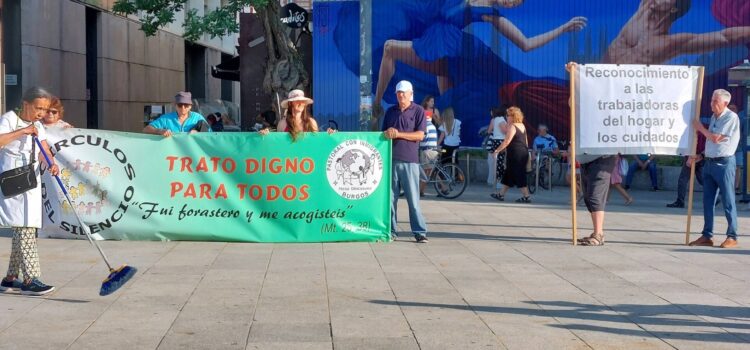 CÍRCULOS
DEL SILENCIO
TRATO DIGNO
PARA TODOS
"Fui forastero y me acogisteis"
(Mt. 25, 38)
PASTORAL CON INMIGRANTES
BURGOS
Reconocimiento a
las trabajadoras
del hogar y
los cuidados